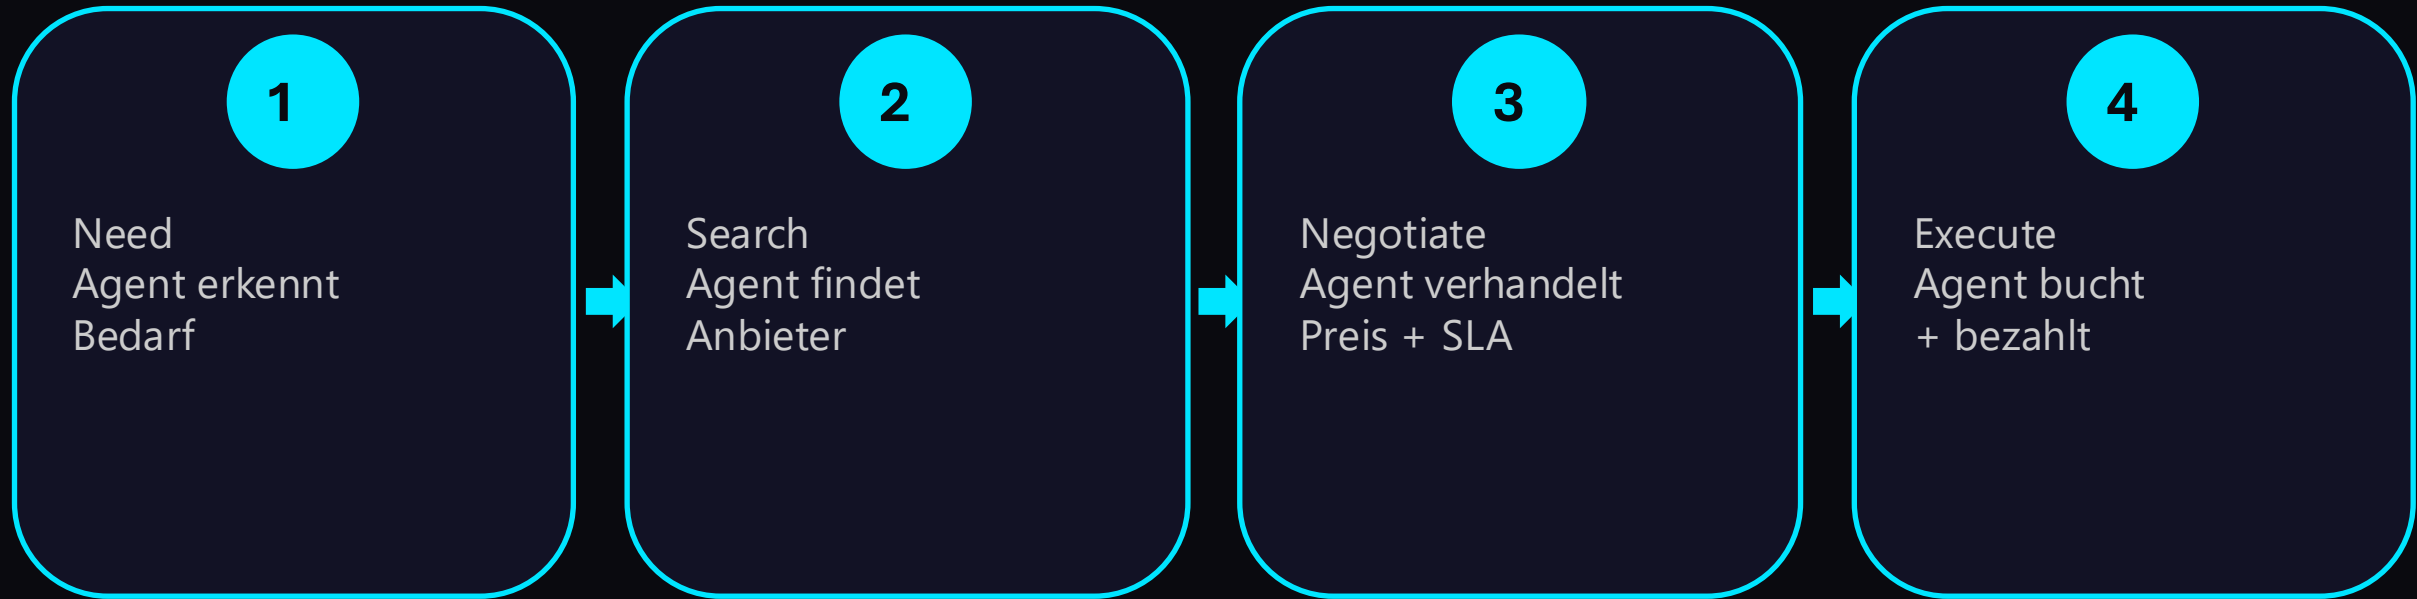 1
Need
Agent erkennt
Bedarf
2
Search
Agent findet
Anbieter
3
Negotiate
Agent verhandelt
Preis + SLA
4
Execute
Agent bucht
+ bezahlt